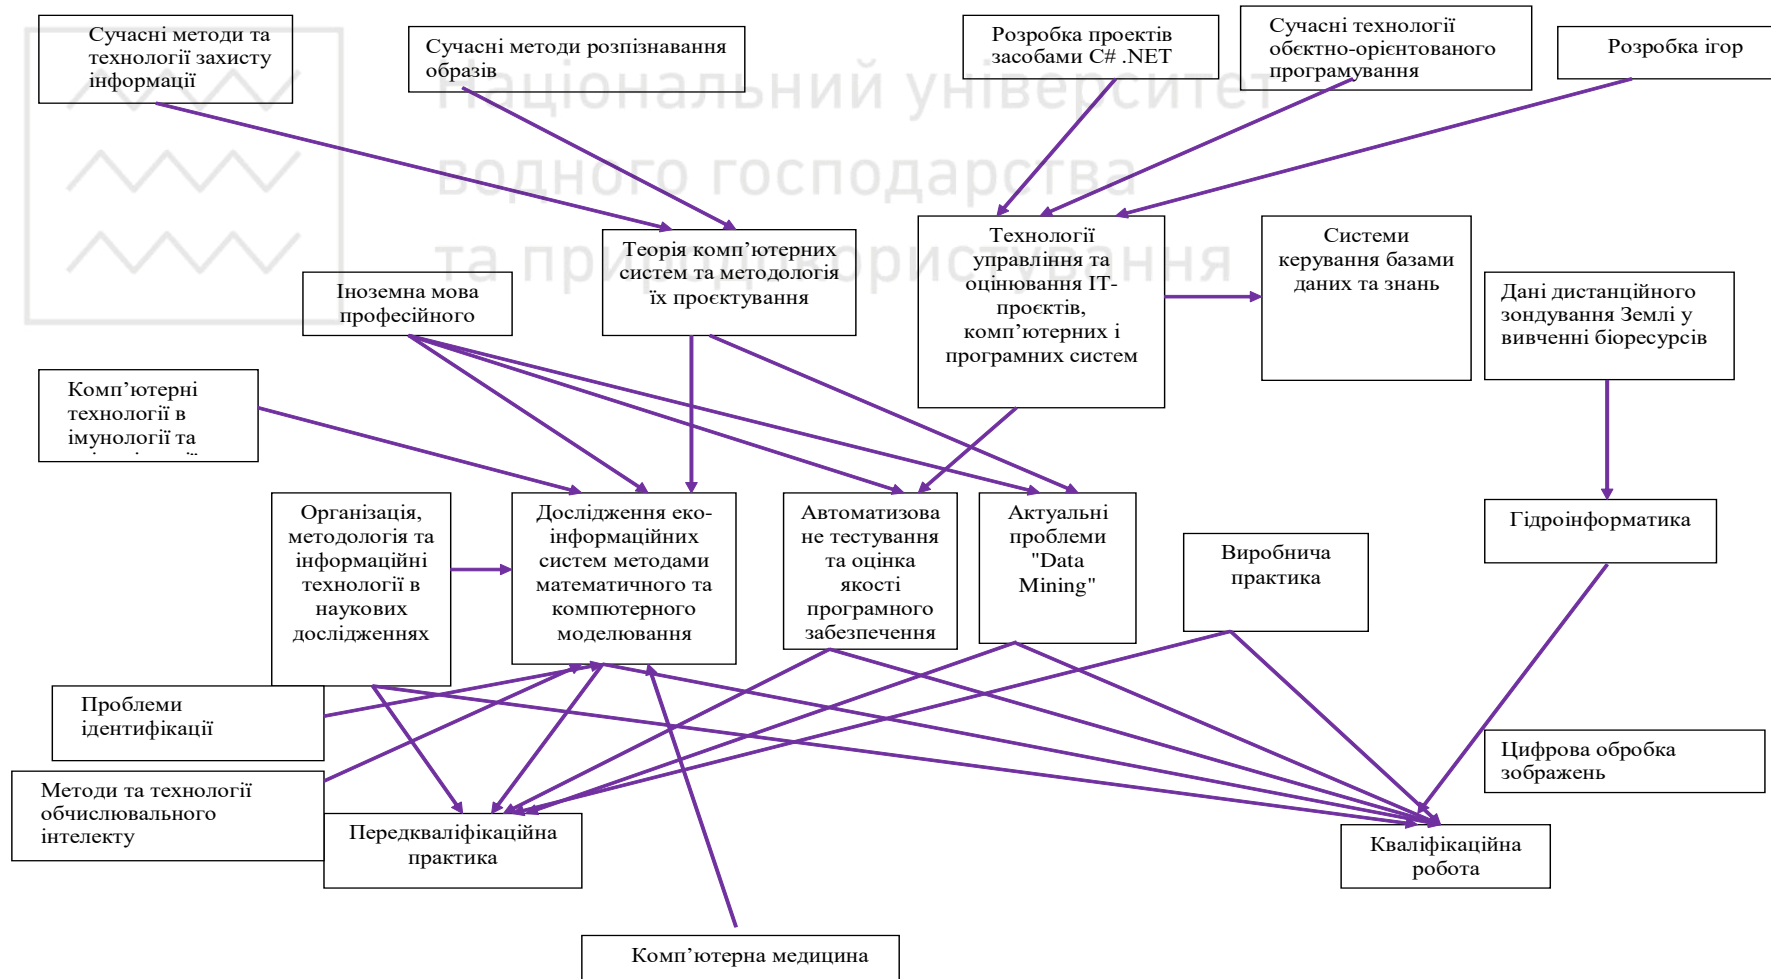 Сучасні методи та
технології захисту
інформації
Сучасні методи розпізнавання
образів
Розробка проектів
засобами C# .NET
Сучасні технології
обєктно-орієнтованого
програмування
Розробка ігор
Національний університет
водного господарства
та природокористування
Теорія комп’ютерних
систем та методологія
їх проєктування
Технології
управління та
оцінювання ІТ-
проєктів,
комп’ютерних і
програмних систем
Системи
керування базами
даних та знань
Іноземна мова
професійного
Дані дистанційного
зондування Землі у
вивченні біоресурсів
Комп’ютерні
технології в
імунології та
Організація,
методологія та
інформаційні
технології в
наукових
дослідженнях
Дослідження еко-
інформаційних
систем методами
математичного та
компютерного
моделювання
Автоматизова
не тестування
та оцінка
якості
програмного
забезпечення
Актуальні
проблеми
"Data
Mining"
Виробнича
практика
Гідроінформатика
Проблеми
ідентифікації
Методи та технології
обчислювального
інтелекту
Передкваліфікаційна
практика
Цифрова обробка
зображень
Кваліфікаційна
робота
Комп’ютерна медицина